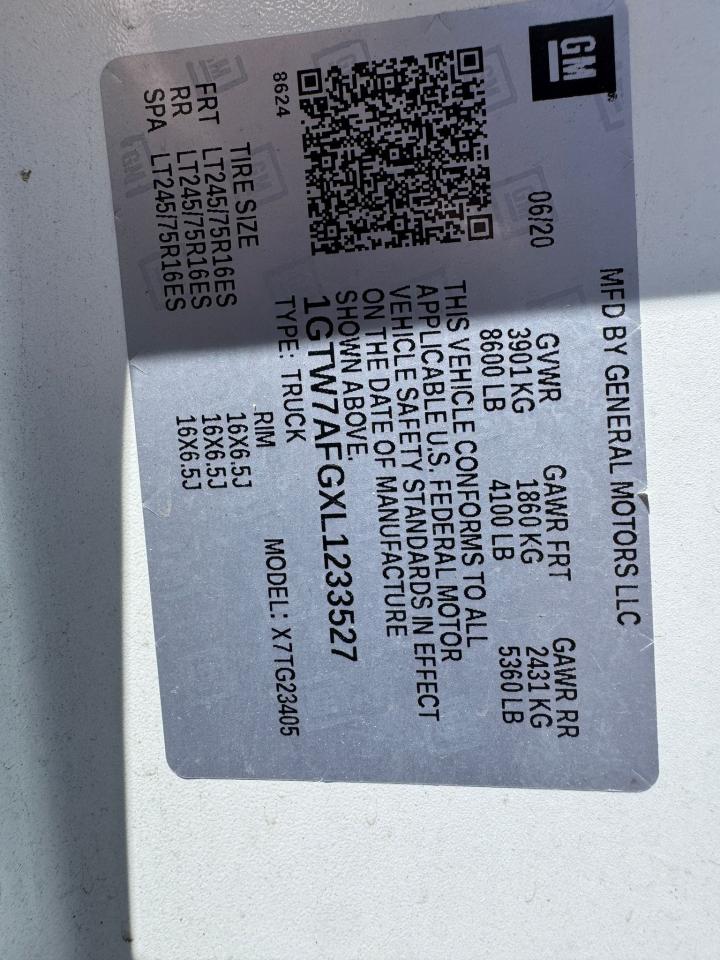 GM
MFD BY GENERAL MOTORS LLC
06/20
GVWR GAWR FRT GAWR RR
3901 KG 1860 KG 2431 KG
8600 LB 4100 LB 5360 LB
THIS VEHICLE CONFORMS TO ALL
APPLICABLE U.S. FEDERAL MOTOR
VEHICLE SAFETY STANDARDS IN EFFECT
ON THE DATE OF MANUFACTURE
SHOWN ABOVE.
1GTW7AFGXL1233527
TYPE: TRUCK MODEL: X7TG23405
8624
TIRE SIZE RIM
FRT LT245/75R16ES 16X6.5J
RR LT245/75R16ES 16X6.5J
SPA LT245/75R16ES 16X6.5J